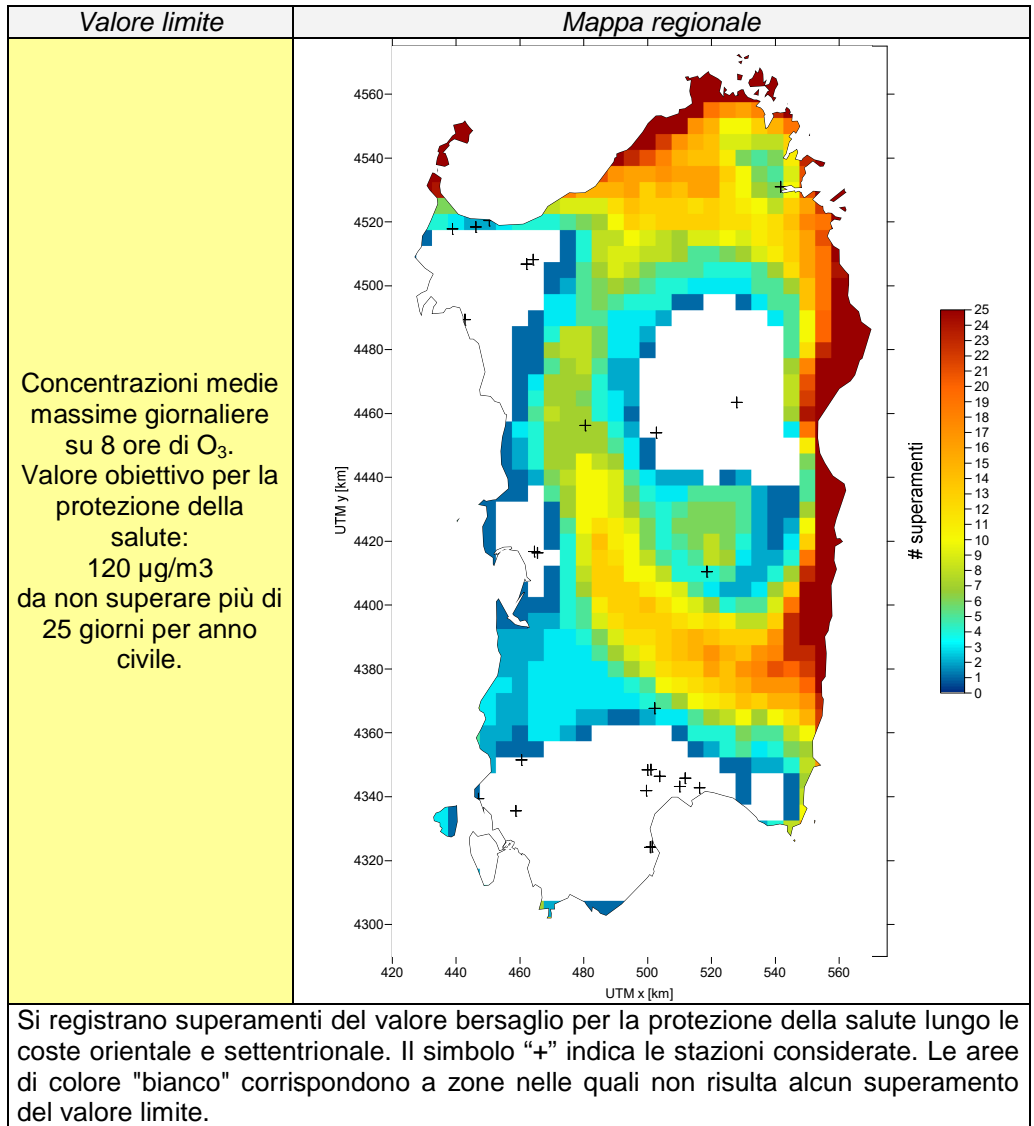 Valore limite
Mappa regionale
Concentrazioni medie
massime giornaliere
su 8 ore di O3.
Valore obiettivo per la
protezione della
salute:
120 µg/m3
da non superare più di
25 giorni per anno
civile.
UTM y [km]
4560
4540
4520
4500
4480
4460
4440
4420
4400
4380
4360
4340
4320
4300
420
440
460
480
500
520
540
560
UTM x [km]
# superamenti
25
24
23
22
21
20
19
18
17
16
15
14
13
12
11
10
9
8
7
6
5
4
3
2
1
0
Si registrano superamenti del valore bersaglio per la protezione della salute lungo le
coste orientale e settentrionale. Il simbolo “+” indica le stazioni considerate. Le aree
di colore "bianco" corrispondono a zone nelle quali non risulta alcun superamento
del valore limite.